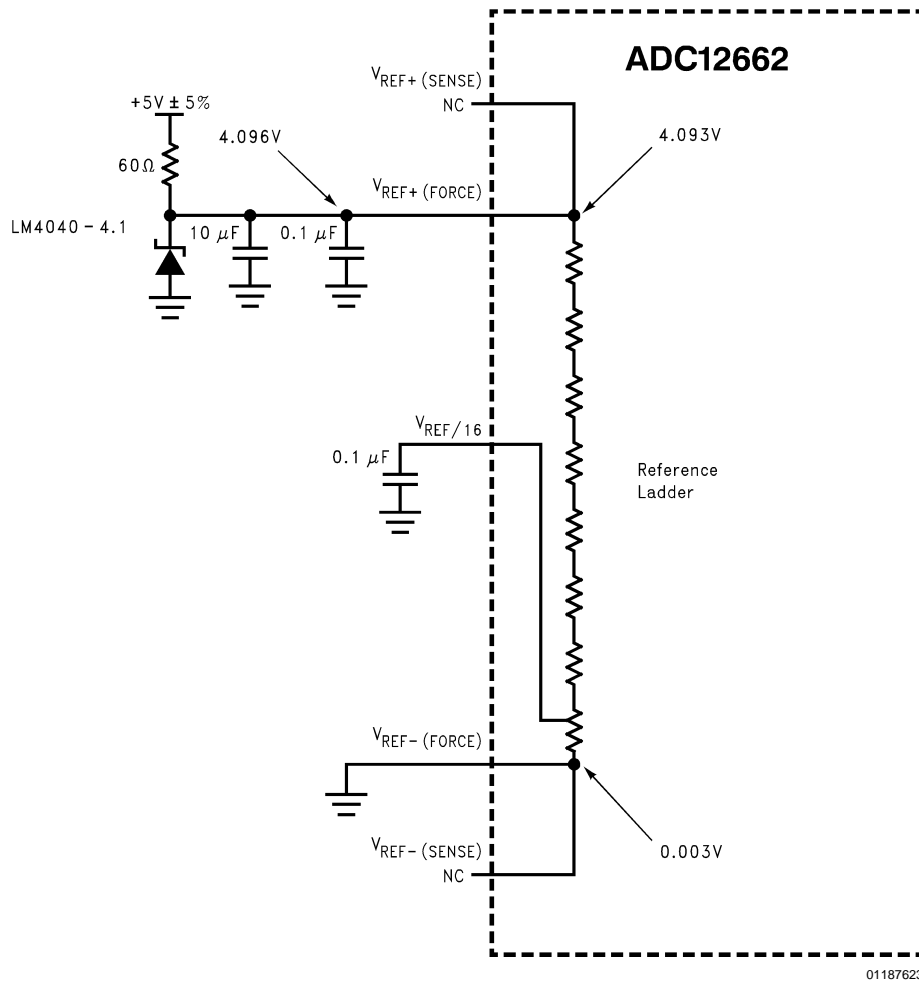 ADC12662
VREF+ (SENSE)
NC
+5V ± 5%
4.096V
4.093V
60Ω
VREF+ (FORCE)
LM4040 - 4.1
10 μF
0.1 μF
VREF/16
0.1 μF
Reference
Ladder
VREF- (FORCE)
VREF- (SENSE)
NC
0.003V
01187623